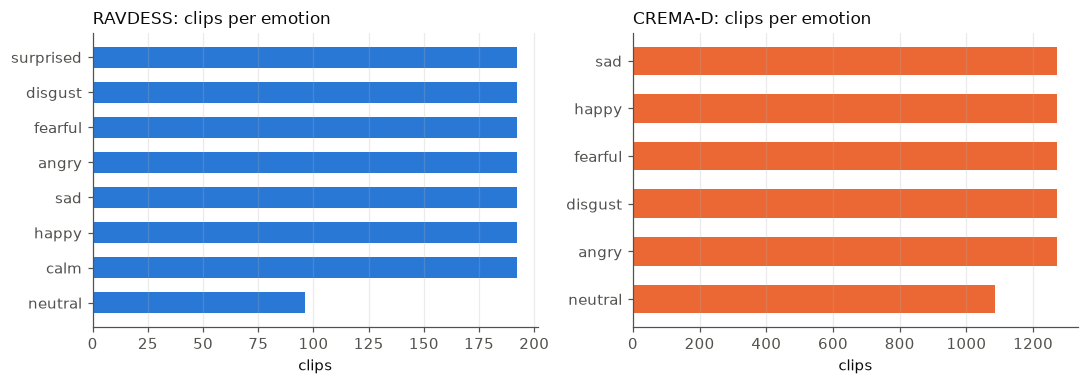 RAVDESS: clips per emotion
surprised
disgust
fearful
angry
sad
happy
calm
neutral
0 25 50 75 100 125 150 175 200
clips
CREMA-D: clips per emotion
sad
happy
fearful
disgust
angry
neutral
0 200 400 600 800 1000 1200
clips